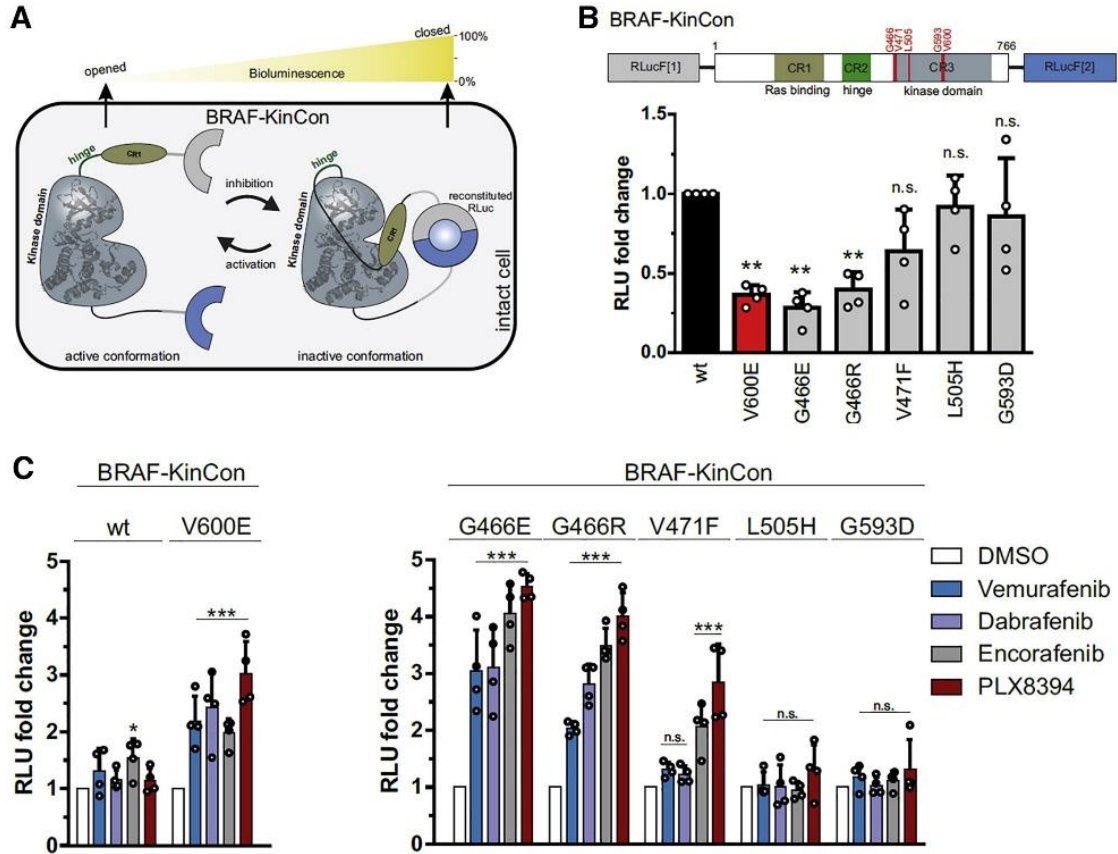 A
opened
closed
100%
0%
Bioluminescence
BRAF-KinCon
hinge
CR1
Kinase domain
inhibition
activation
hinge
CR1
Kinase domain
reconstituted
RLuc
intact cell
active conformation
inactive conformation
B
BRAF-KinCon
G466
V471
L505
G593
V600
1
766
RLucF[1]
CR1
CR2
CR3
RLucF[2]
Ras binding
hinge
kinase domain
RLU fold change
1.5
1.0
0.5
0.0
**
**
**
n.s.
n.s.
n.s.
wt
V600E
G466E
G466R
V471F
L505H
G593D
C
BRAF-KinCon
wt
V600E
RLU fold change
5
4
3
2
1
0
*
***
BRAF-KinCon
G466E
G466R
V471F
L505H
G593D
RLU fold change
5
4
3
2
1
0
***
***
n.s.
***
n.s.
n.s.
DMSO
Vemurafenib
Dabrafenib
Encorafenib
PLX8394